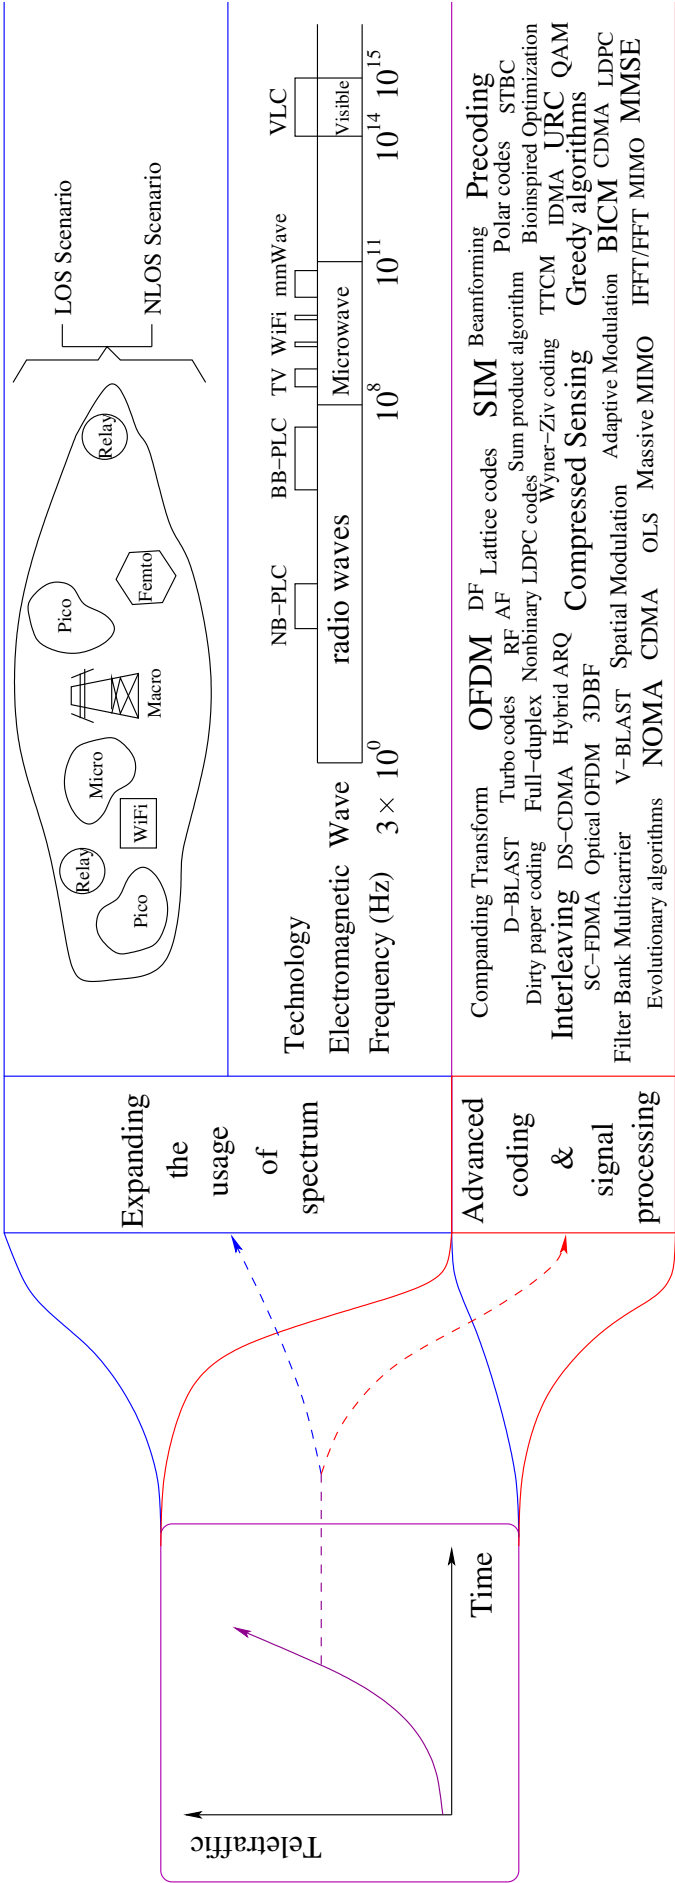 Teletraffic
Time
Expanding
the
usage
of
spectrum
Advanced
coding
&
signal
processing
Pico
Relay
WiFi
Micro
Macro
Pico
Femto
Relay
LOS Scenario
NLOS Scenario
Technology NB−PLC BB−PLC TV WiFi mmWave VLC
Electromagnetic Wave radio waves Microwave Visible
Frequency (Hz) 3 × 10^0 10^8 10^11 10^14 10^15
Companding Transform OFDM DF Lattice codes SIM Beamforming Precoding
D−BLAST Turbo codes RF AF Sum product algorithm Polar codes STBC
Dirty paper coding Full−duplex Nonbinary LDPC codes Wyner−Ziv coding TTCM Bioinspired Optimization
Interleaving DS−CDMA Hybrid ARQ Compressed Sensing Greedy algorithms IDMA URC QAM
SC−FDMA Optical OFDM 3DBF Adaptive Modulation BICM CDMA LDPC
Filter Bank Multicarrier V−BLAST Spatial Modulation IFFT/FFT MIMO MMSE
Evolutionary algorithms NOMA CDMA OLS Massive MIMO